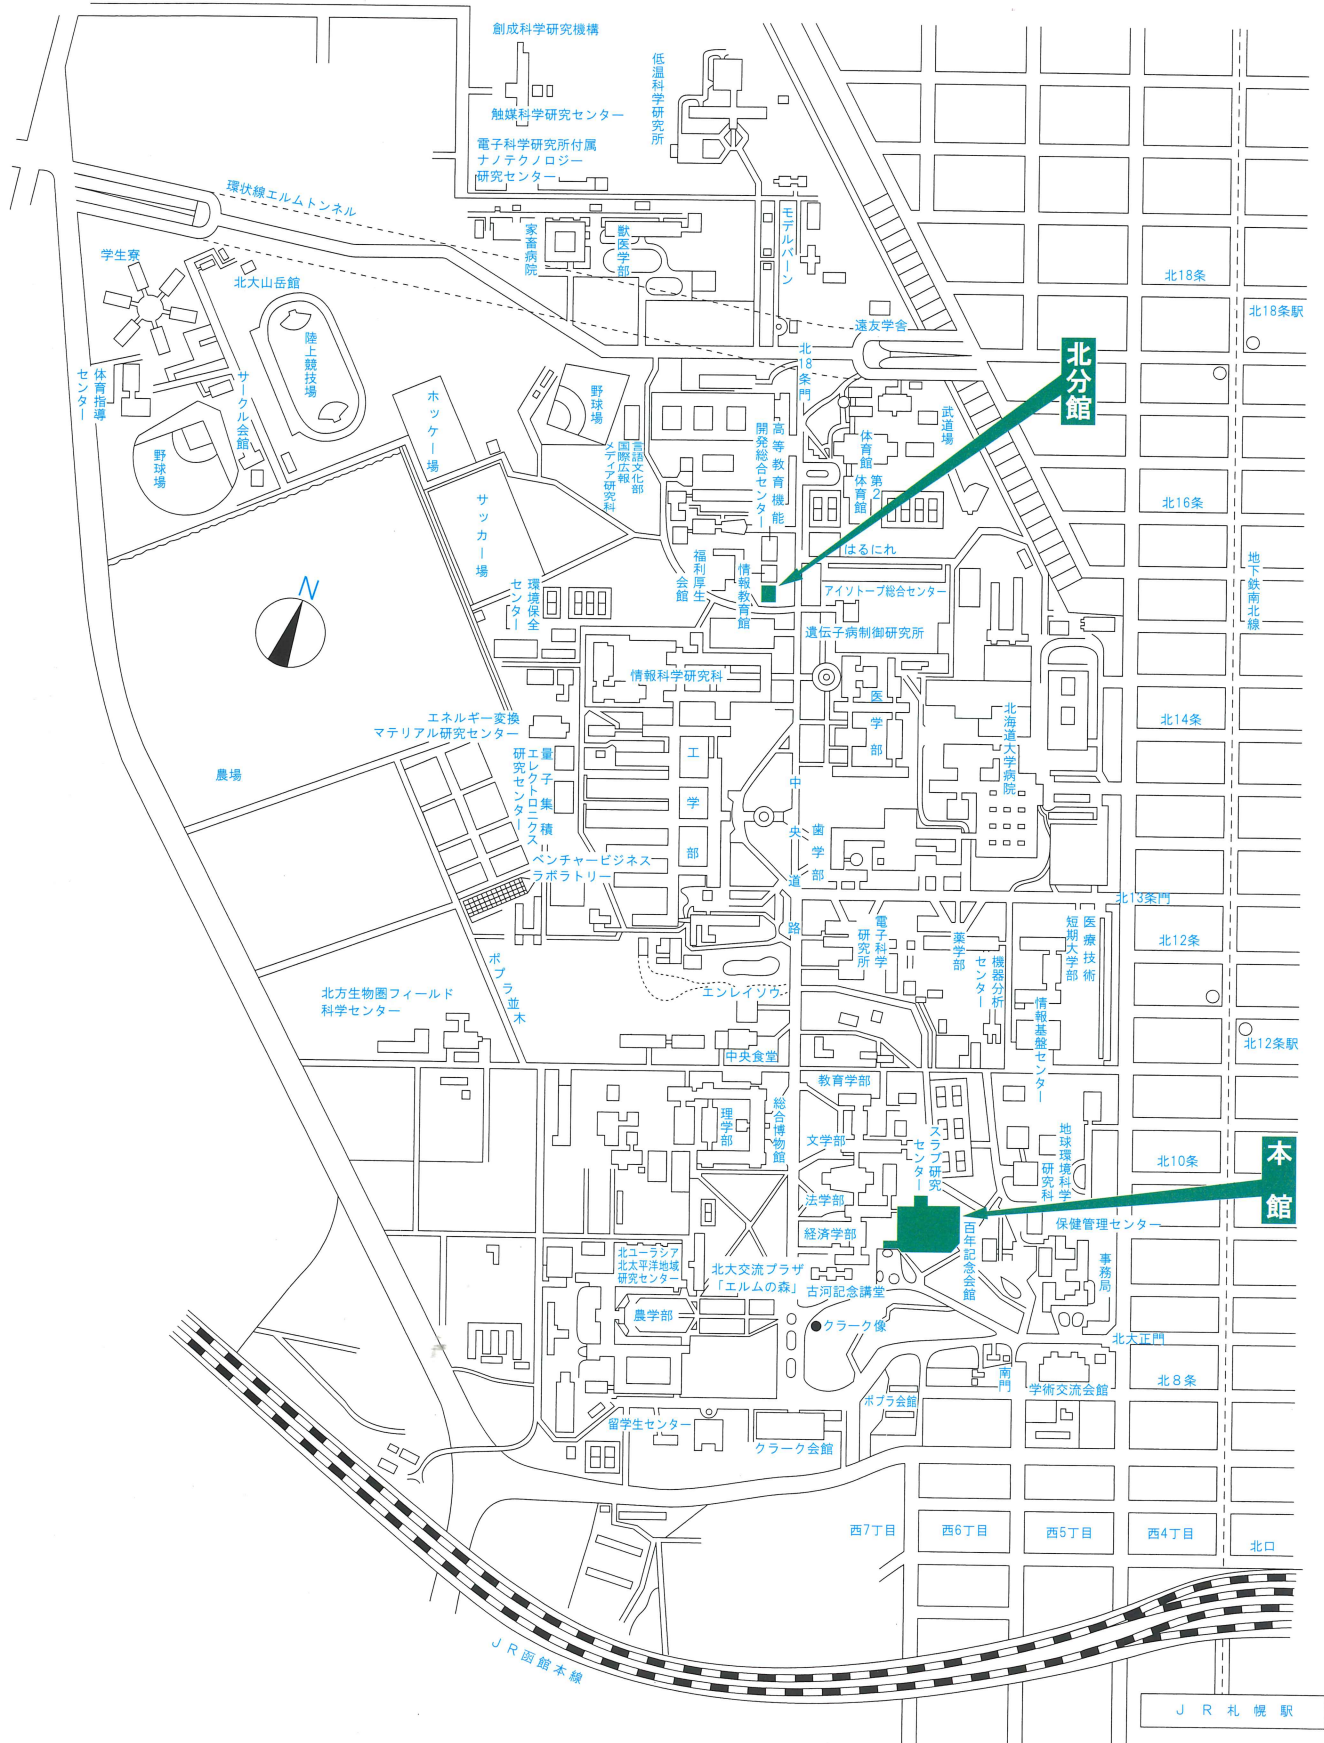 創成科学研究機構
低温科学研究所
触媒科学研究センター
電子科学研究所付属
ナノテクノロジー
研究センター
環状線エルムトンネル
家畜病院
獣医学部
モデルバーン
学生寮
北大山岳館
北18条
北18条駅
遠友学舎
陸上競技場
北18条門
北分館
体育指導
センター
サークル会館
ホッケー場
野球場
武道場
野球場
言語文化部
国際広報
メディア研究科
高等教育機能
開発総合センター
体育館
第2
体育館
サッカー場
北16条
はるにれ
地下鉄南北線
N
環境保全
センター
福利厚生
会館
情報教育館
アイソトープ総合センター
遺伝子病制御研究所
情報科学研究科
医学部
北海道大学病院
エネルギー変換
マテリアル研究センター
北14条
農場
量子集積
エレクトロニクス
研究センター
工学部
中央道路
歯学部
ベンチャービジネス
ラボラトリー
北13条門
電子科学
研究所
薬学部
機器分析
センター
医療技術
短期大学部
北12条
ポプラ並木
北方生物圏フィールド
科学センター
エンレイソウ
情報基盤センター
北12条駅
中央食堂
教育学部
理学部
総合博物館
文学部
スラブ研究
センター
地球環境科学
研究科
北10条
本館
法学部
経済学部
百年記念会館
保健管理センター
事務局
北ユーラシア
北太平洋地域
研究センター
北大交流プラザ
「エルムの森」
古河記念講堂
農学部
クラーク像
北大正門
南門
学術交流会館
北8条
ポプラ会館
留学生センター
クラーク会館
西7丁目
西6丁目
西5丁目
西4丁目
北口
JR函館本線
JR札幌駅